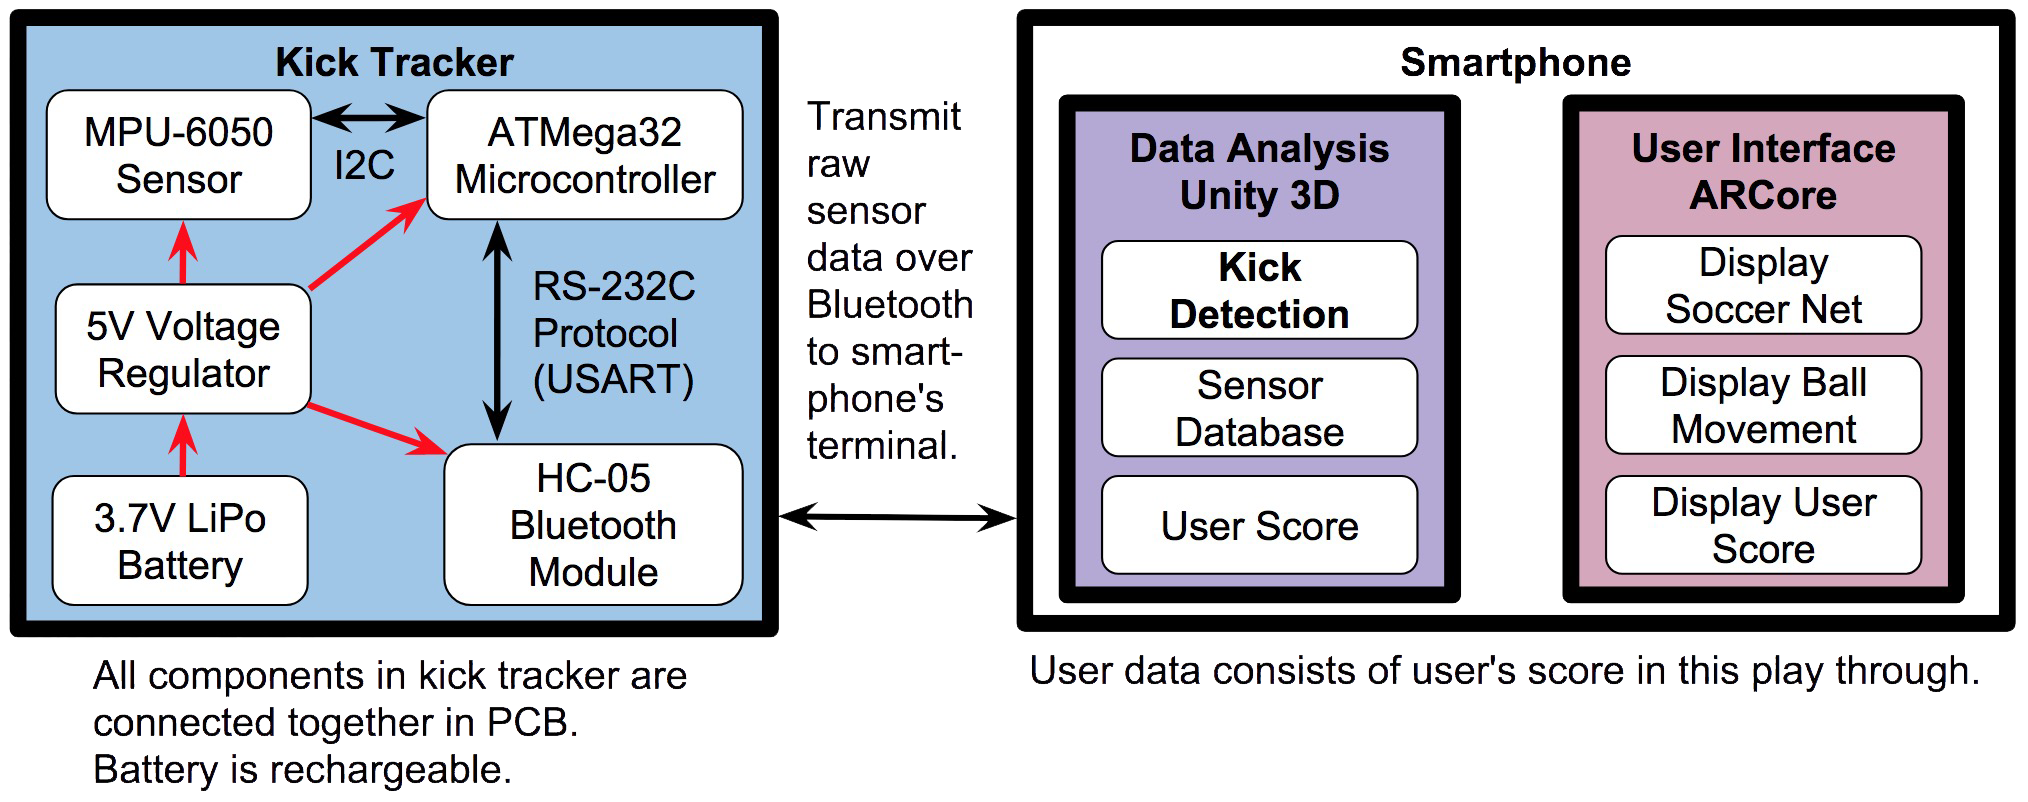 Kick Tracker
MPU-6050
Sensor
I2C
ATMega32
Microcontroller
5V Voltage
Regulator
RS-232C
Protocol
(USART)
3.7V LiPo
Battery
HC-05
Bluetooth
Module
All components in kick tracker are
connected together in PCB.
Battery is rechargeable.
Transmit
raw
sensor
data over
Bluetooth
to smart-
phone's
terminal.
Smartphone
Data Analysis
Unity 3D
Kick
Detection
Sensor
Database
User Score
User Interface
ARCore
Display
Soccer Net
Display Ball
Movement
Display User
Score
User data consists of user's score in this play through.